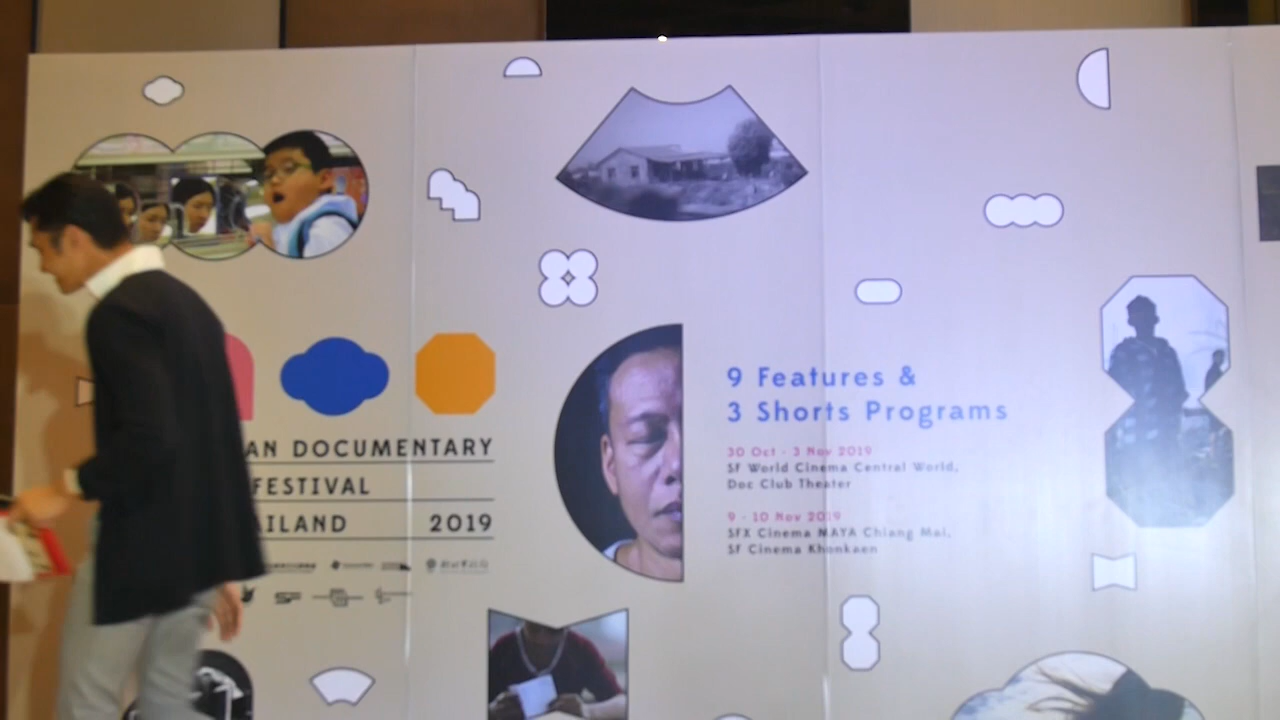 AN DOCUMENTARY
FESTIVAL
AILAND 2019
9 Features &
3 Shorts Programs
30 Oct - 3 Nov 2019
SF World Cinema Central World,
Doc Club Theater
9 - 10 Nov 2019
SFX Cinema MAYA Chiang Mai,
SF Cinema Khonkaen
SF